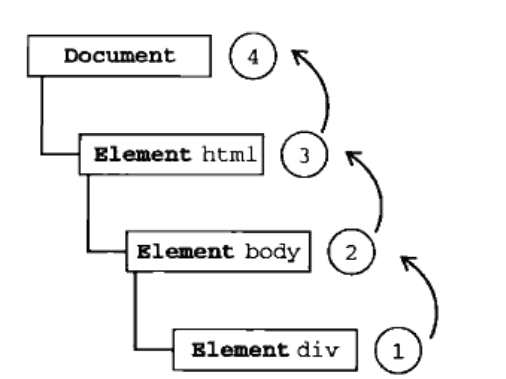 Document 4
Element html 3
Element body 2
Element div 1